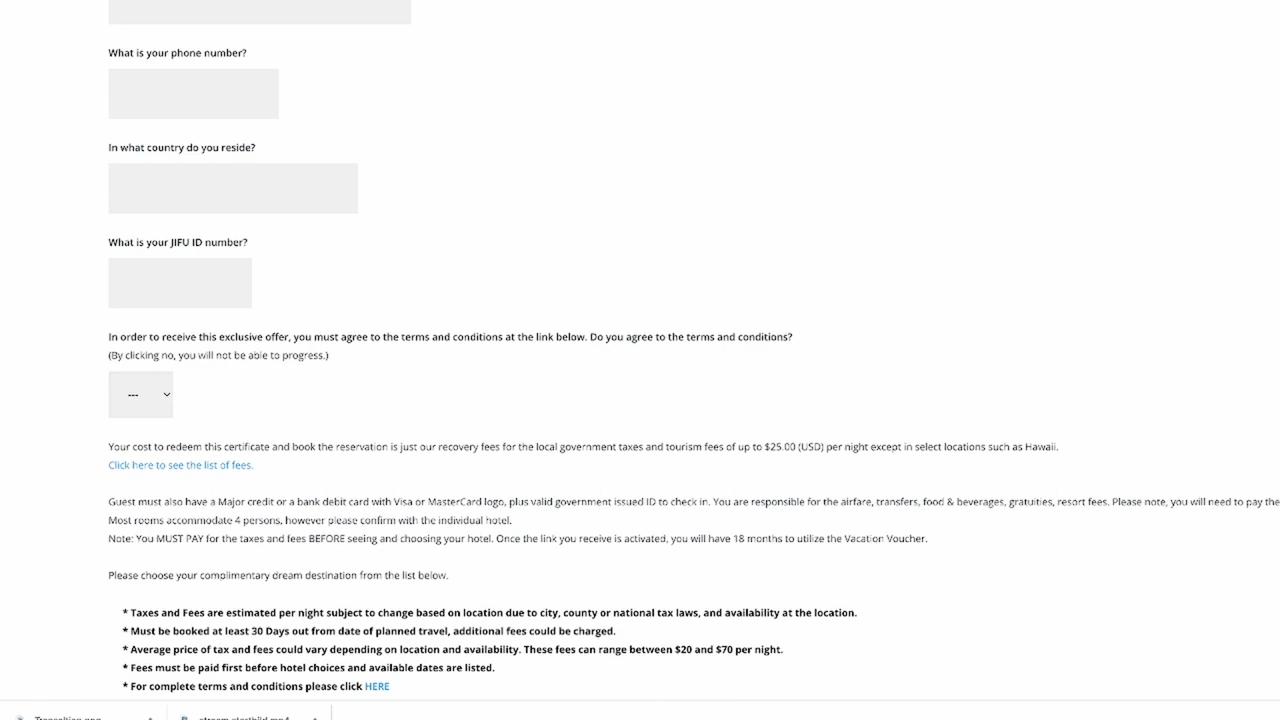 What is your phone number?
In what country do you reside?
What is your JIFU ID number?
In order to receive this exclusive offer, you must agree to the terms and conditions at the link below. Do you agree to the terms and conditions?
(By clicking no, you will not be able to progress.)
---
Your cost to redeem this certificate and book the reservation is just our recovery fees for the local government taxes and tourism fees of up to $25.00 (USD) per night except in select locations such as Hawaii.
Click here to see the list of fees.
Guest must also have a Major credit or a bank debit card with Visa or MasterCard logo, plus valid government issued ID to check in. You are responsible for the airfare, transfers, food & beverages, gratuities, resort fees. Please note, you will need to pay the
Most rooms accommodate 4 persons, however please confirm with the individual hotel.
Note: You MUST PAY for the taxes and fees BEFORE seeing and choosing your hotel. Once the link you receive is activated, you will have 18 months to utilize the Vacation Voucher.
Please choose your complimentary dream destination from the list below.
* Taxes and Fees are estimated per night subject to change based on location due to city, county or national tax laws, and availability at the location.
* Must be booked at least 30 Days out from date of planned travel, additional fees could be charged.
* Average price of tax and fees could vary depending on location and availability. These fees can range between $20 and $70 per night.
* Fees must be paid first before hotel choices and available dates are listed.
* For complete terms and conditions please click HERE